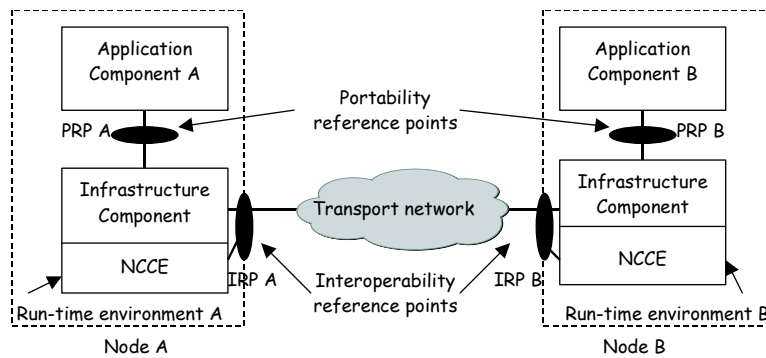 Application
Component A
Application
Component B
Portability
reference points
PRP A
PRP B
Infrastructure
Component
Infrastructure
Component
Transport network
NCCE
NCCE
IRP A
Interoperability
reference points
IRP B
Run-time environment A
Run-time environment B
Node A
Node B